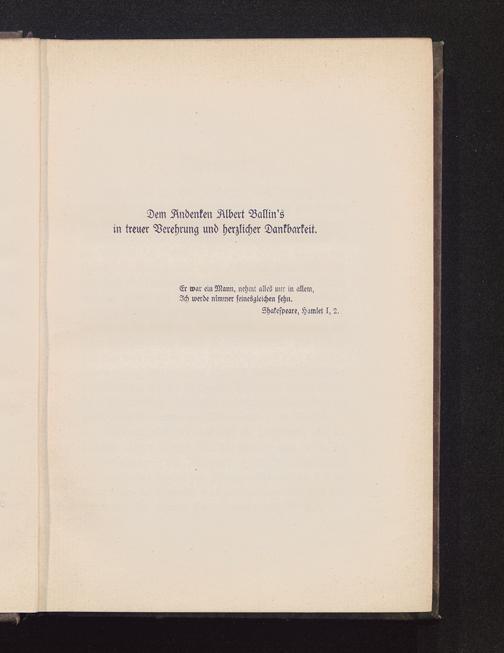 Dem Andenken Albert Ballin's
in treuer Verehrung und herzlicher Dankbarkeit.
Er war ein Mann, nehmt alles nur in allem,
Ich werde nimmer seinesgleichen sehn.
Shakespeare, Hamlet I, 2.